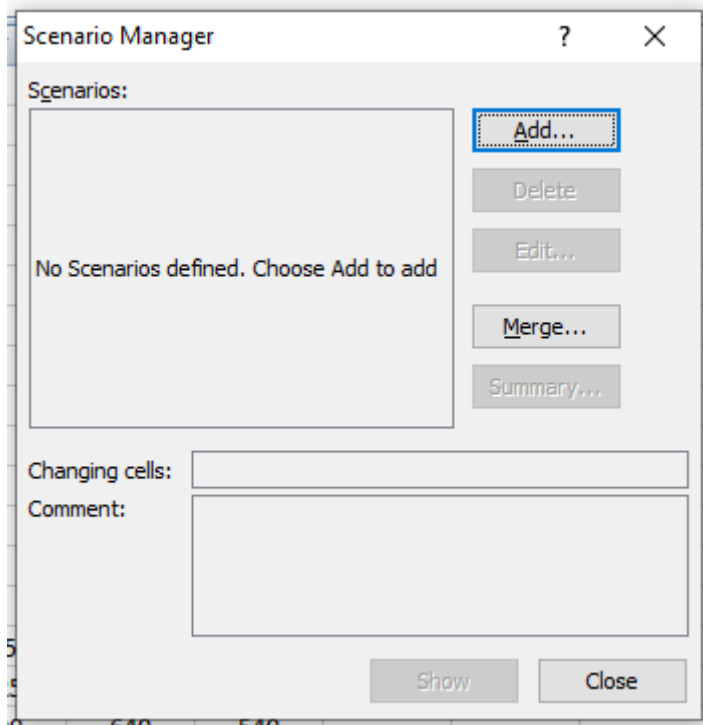 Scenario Manager ?
Scenarios:
Add...
Delete
No Scenarios defined. Choose Add to add
Edit...
Merge...
Summary...
Changing cells:
Comment:
Show Close